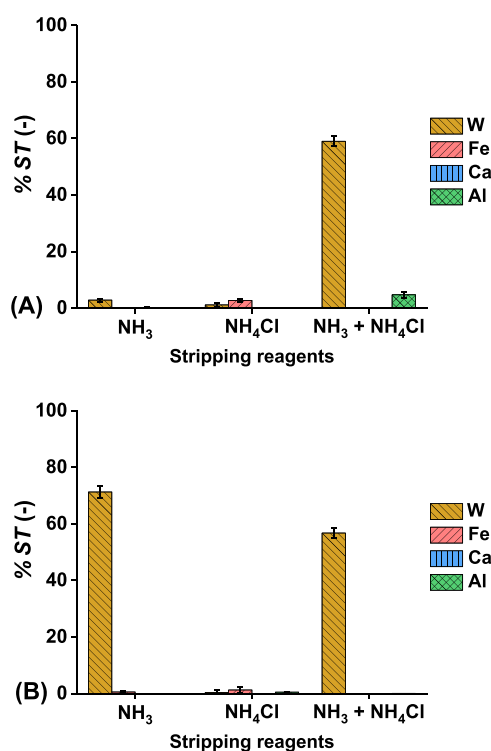 100
80
60
40
20
0
% ST (-)
W
Fe
Ca
Al
(A)
NH₃ NH₄Cl NH₃ + NH₄Cl
Stripping reagents
100
80
60
40
20
0
% ST (-)
W
Fe
Ca
Al
(B)
NH₃ NH₄Cl NH₃ + NH₄Cl
Stripping reagents